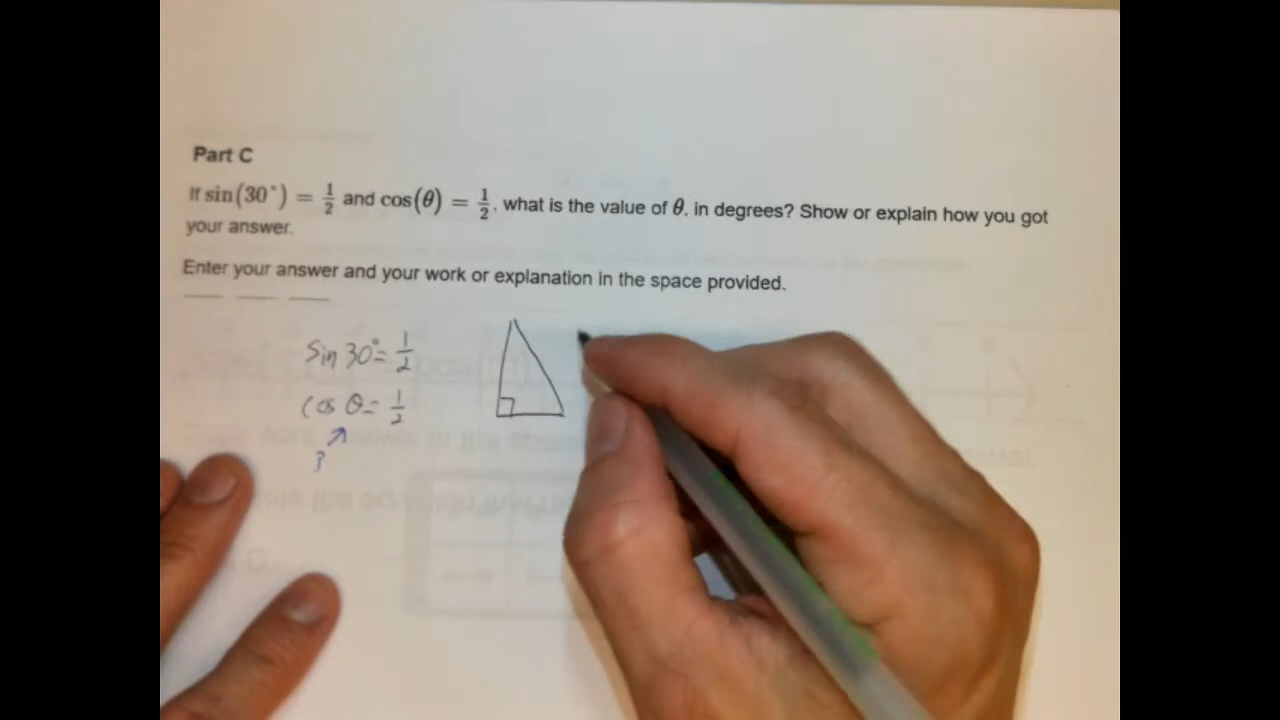 Part C
If sin(30°) = 1/2 and cos(θ) = 1/2, what is the value of θ, in degrees? Show or explain how you got
your answer.
Enter your answer and your work or explanation in the space provided.
Sin 30° = 1/2
Cos θ = 1/2
?